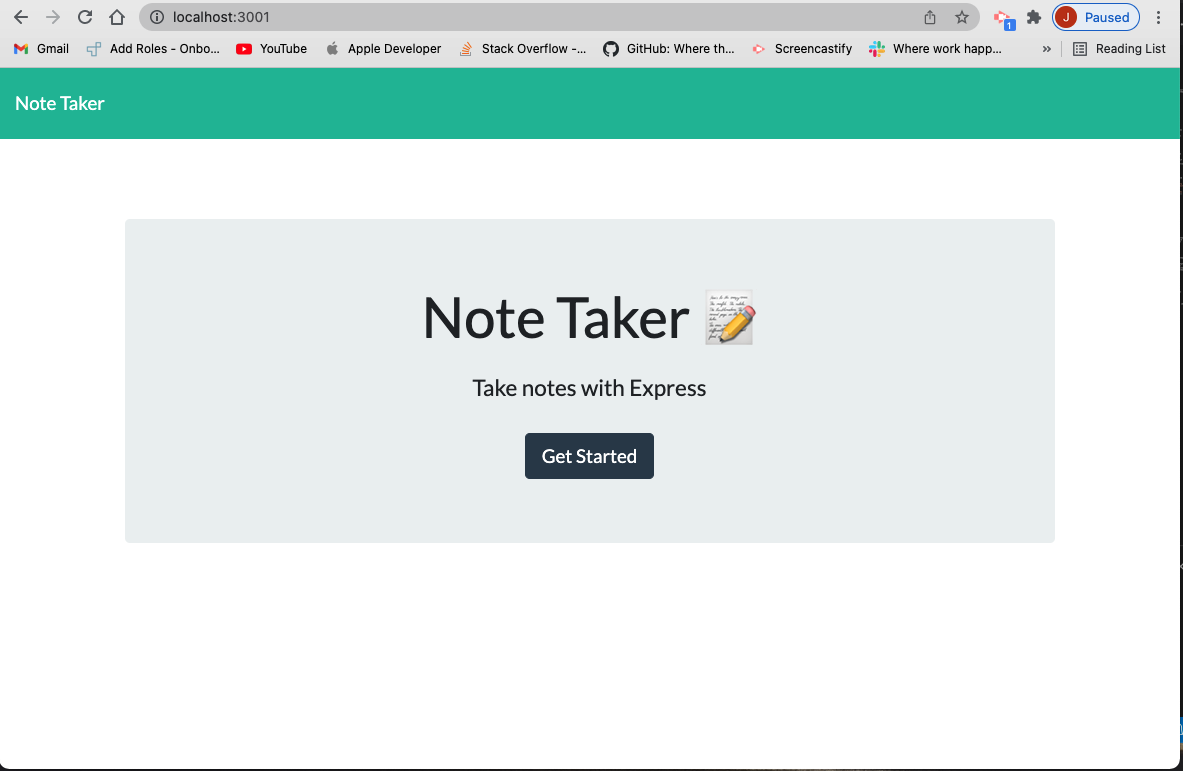 localhost:3001
1
J
Paused
Gmail
Add Roles - Onbo...
YouTube
Apple Developer
Stack Overflow -...
GitHub: Where th...
Screencastify
Where work happ...
»
Reading List
Note Taker
Note Taker
Take notes with Express
Get Started